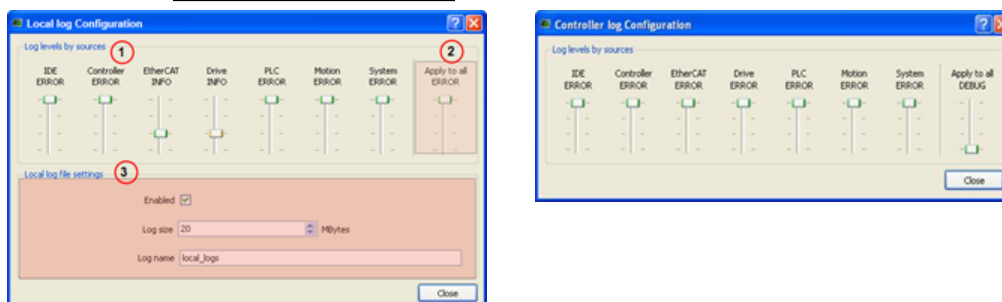 Local log Configuration
Log levels by sources
1
2
IDE Controller EtherCAT Drive PLC Motion System Apply to all
ERROR ERROR INFO INFO ERROR ERROR ERROR ERROR
Local log file settings
3
Enabled
Log size 20 MBytes
Log name local_logs
Close
Controller log Configuration
Log levels by sources
IDE Controller EtherCAT Drive PLC Motion System Apply to all
ERROR ERROR ERROR ERROR ERROR ERROR ERROR DEBUG
Close